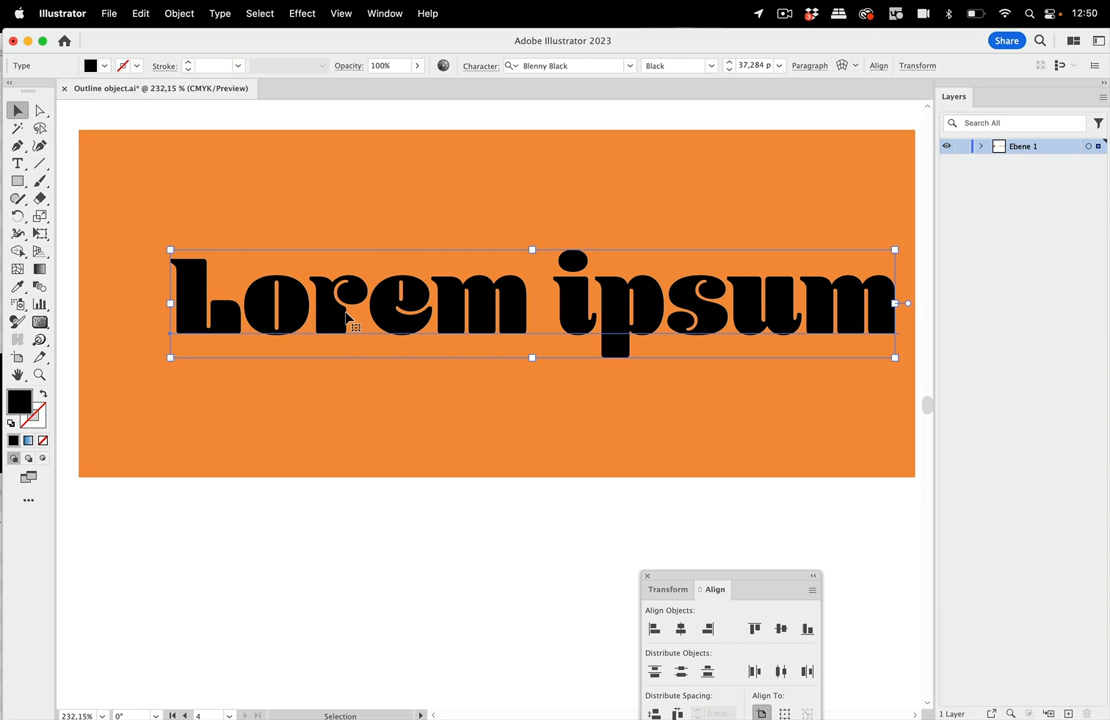 Illustrator File Edit Object Type Select Effect View Window Help 3 12:50
Adobe Illustrator 2023 Share
Type Stroke: Opacity: 100% Character: Blenny Black Black 37,284 p Paragraph Align Transform
Outline object.ai* @ 232,15 % (CMYK/Preview)
Layers
Search All
Ebene 1
Lorem ipsum
Transform Align
Align Objects:
Distribute Objects:
Distribute Spacing: Align To:
0 mm
232,15% 0° 4 Selection
1 Layer